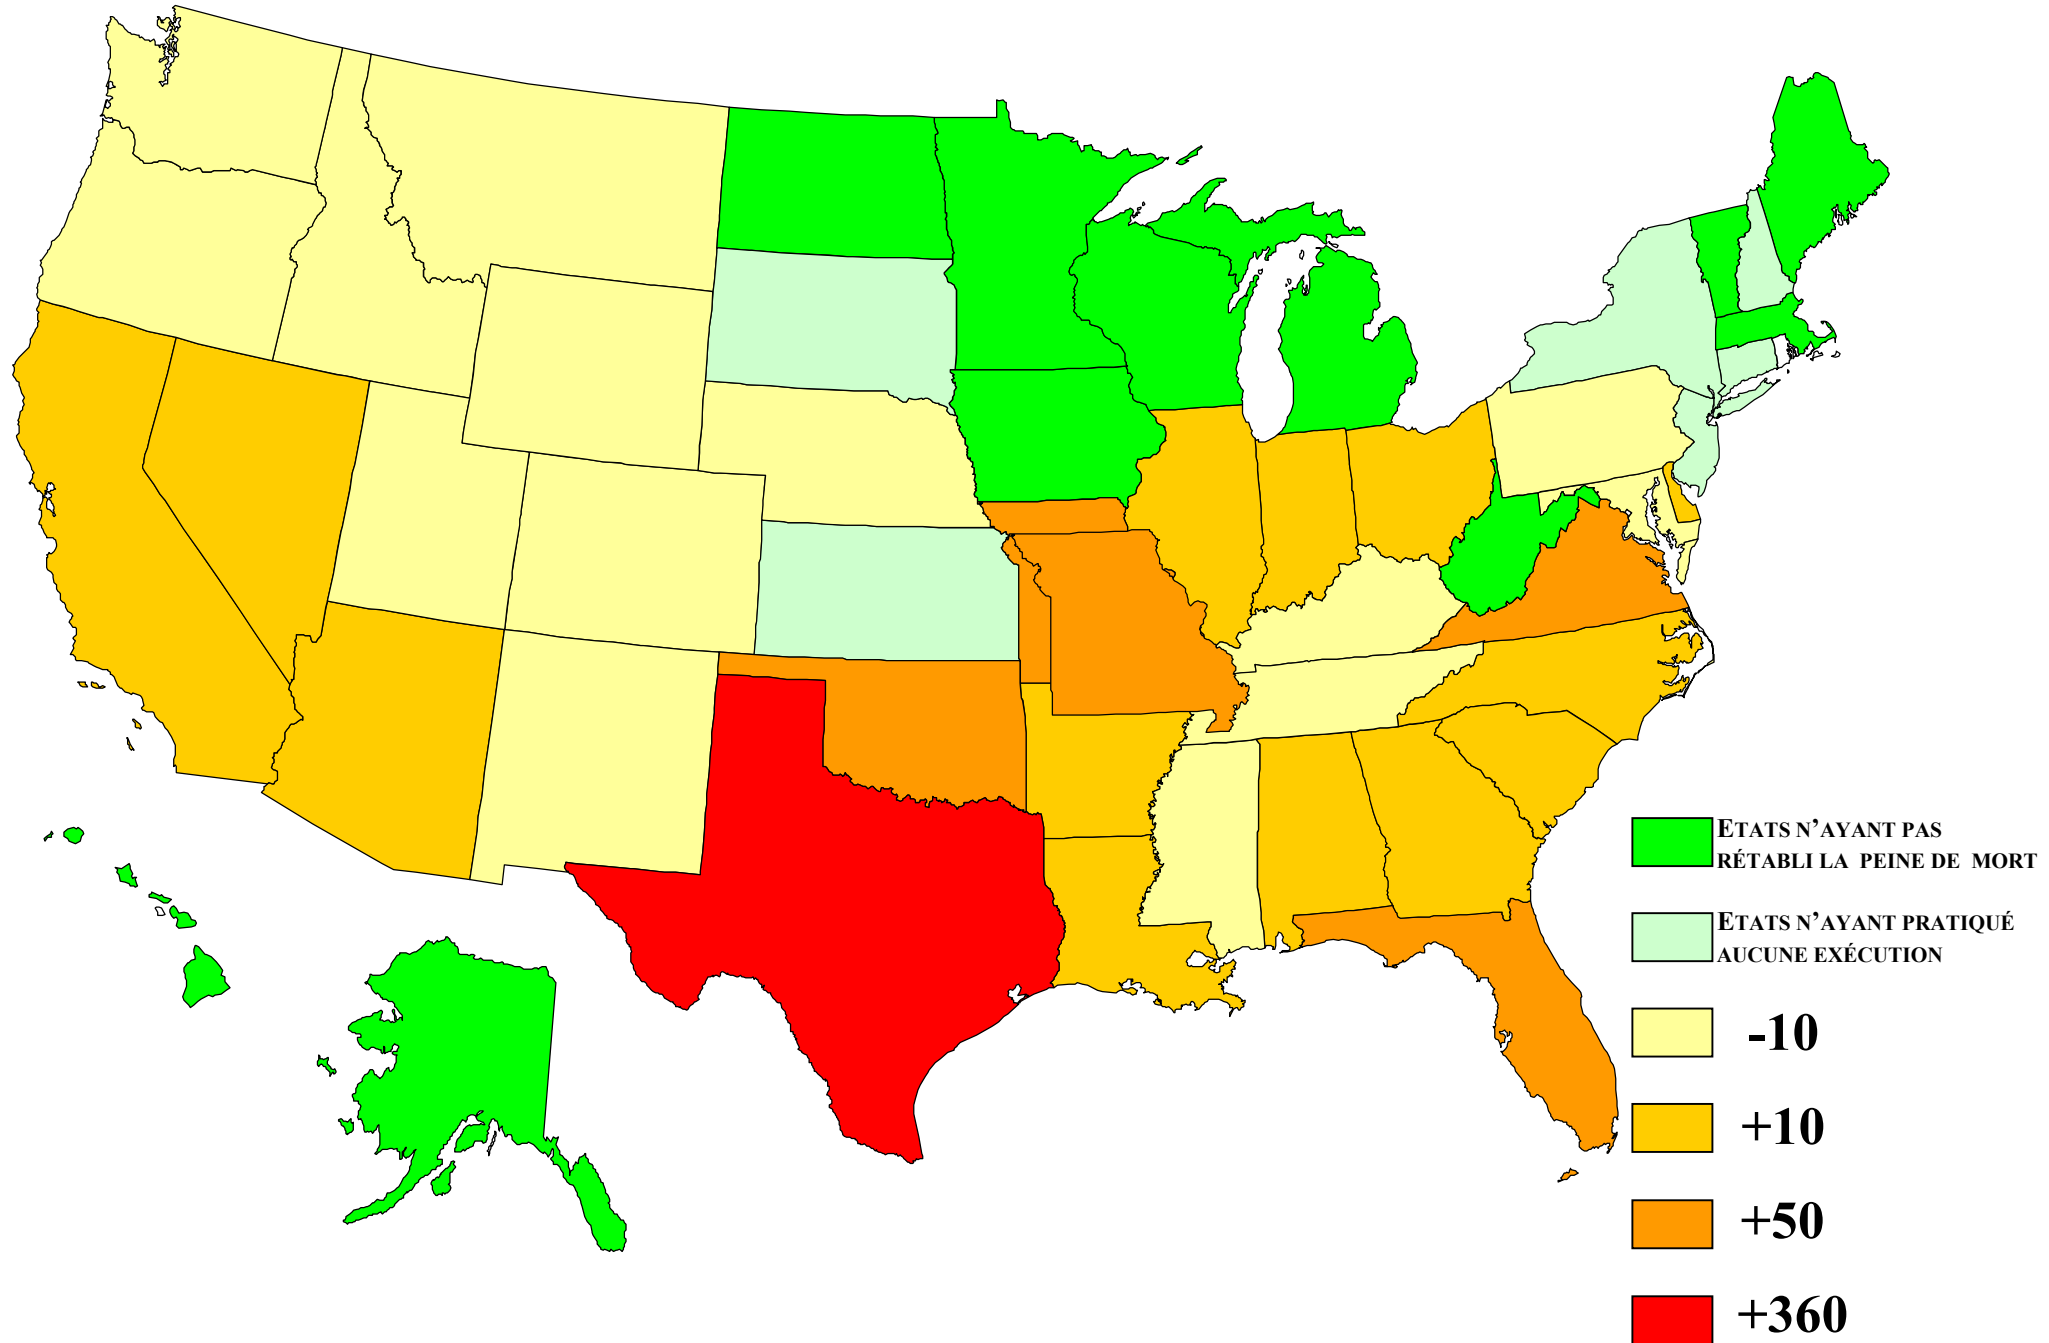 ETATS N'AYANT PAS
RÉTABLI LA PEINE DE MORT
ETATS N'AYANT PRATIQUÉ
AUCUNE EXÉCUTION
-10
+10
+50
+360